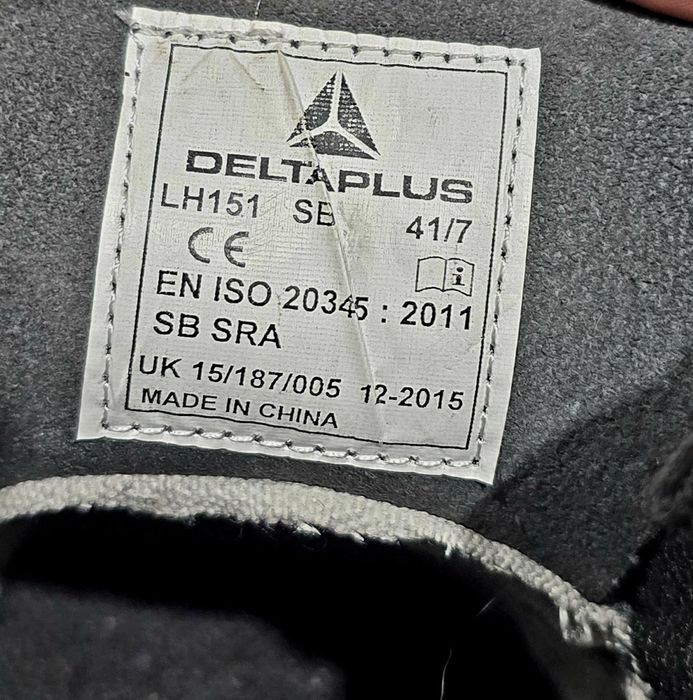 DELTAPLUS
LH151 SB 41/7
CE
EN ISO 20345 : 2011
SB SRA
UK 15/187/005 12-2015
MADE IN CHINA